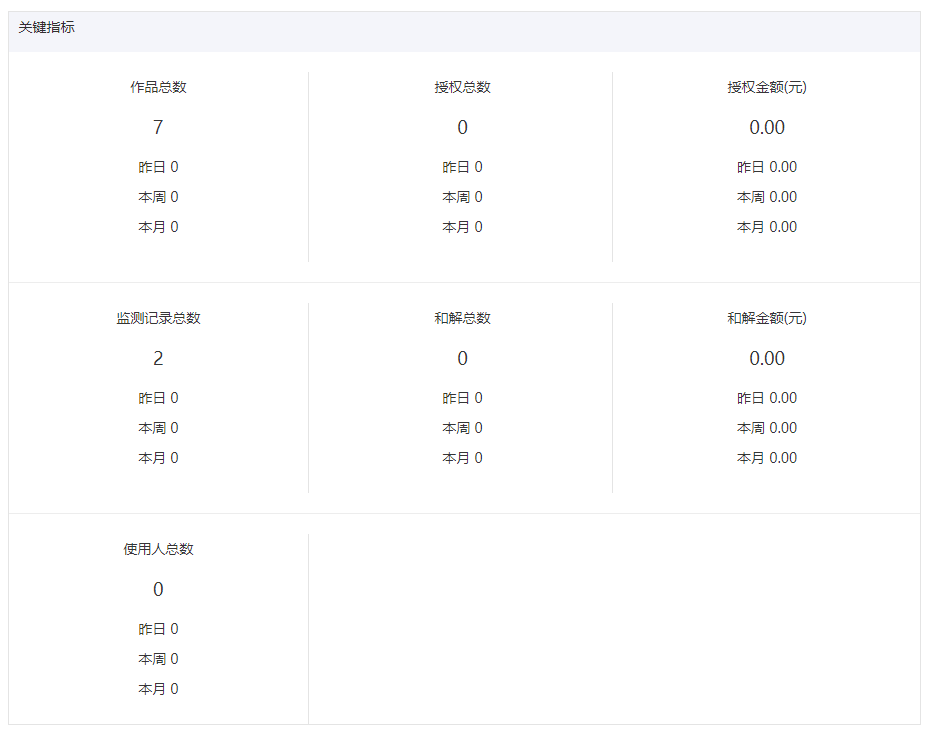 关键指标
作品总数
7
昨日 0
本周 0
本月 0
授权总数
0
昨日 0
本周 0
本月 0
授权金额(元)
0.00
昨日 0.00
本周 0.00
本月 0.00
监测记录总数
2
昨日 0
本周 0
本月 0
和解总数
0
昨日 0
本周 0
本月 0
和解金额(元)
0.00
昨日 0.00
本周 0.00
本月 0.00
使用人总数
0
昨日 0
本周 0
本月 0